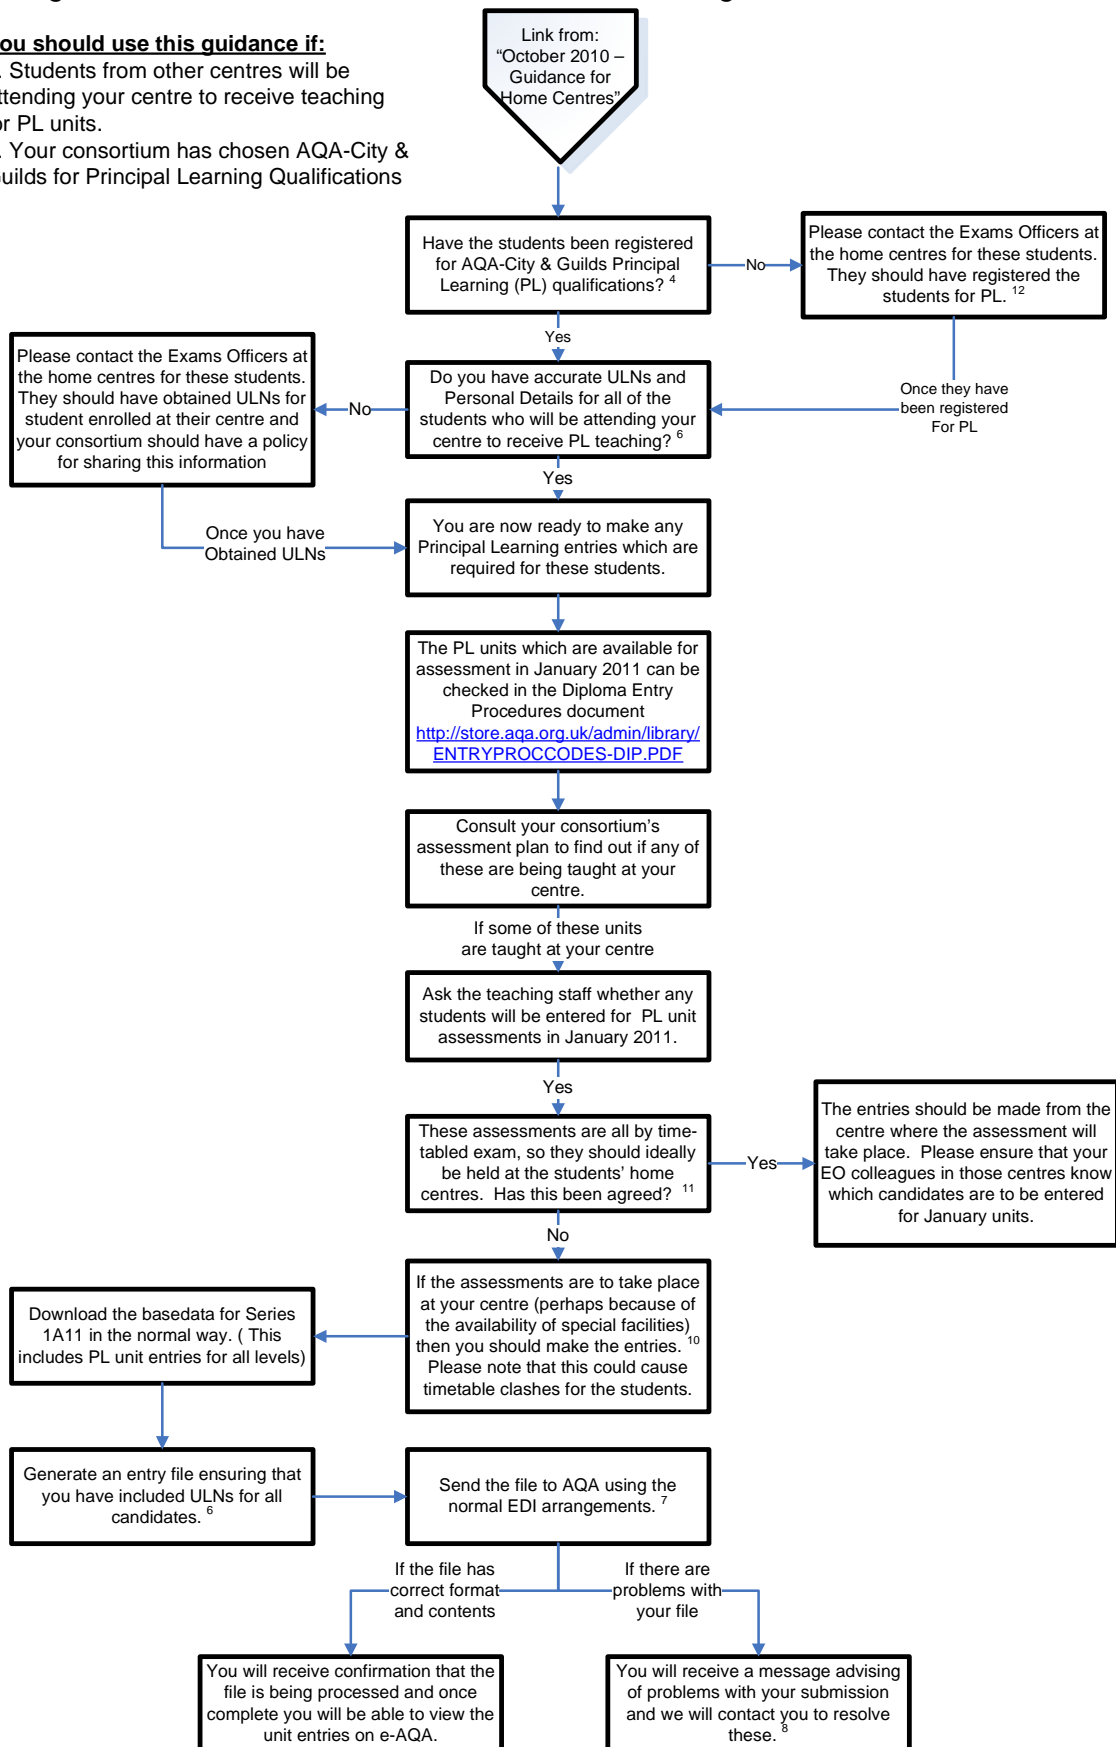 Link from:
“October 2010 –
Guidance for
Home Centres”
ou should use this guidance if:
. Students from other centres will be
ttending your centre to receive teaching
or PL units.
. Your consortium has chosen AQA-City &
Guilds for Principal Learning Qualifications
Have the students been registered
for AQA-City & Guilds Principal
Learning (PL) qualifications? 4
No
Please contact the Exams Officers at
the home centres for these students.
They should have registered the
students for PL. 12
Yes
Once they have
been registered
For PL
Do you have accurate ULNs and
Personal Details for all of the
students who will be attending your
centre to receive PL teaching? 6
No
Please contact the Exams Officers at
the home centres for these students.
They should have obtained ULNs for
student enrolled at their centre and
your consortium should have a policy
for sharing this information
Yes
Once you have
Obtained ULNs
You are now ready to make any
Principal Learning entries which are
required for these students.
The PL units which are available for
assessment in January 2011 can be
checked in the Diploma Entry
Procedures document
http://store.aqa.org.uk/admin/library/
ENTRYPROCCODES-DIP.PDF
Consult your consortium’s
assessment plan to find out if any of
these are being taught at your
centre.
If some of these units
are taught at your centre
Ask the teaching staff whether any
students will be entered for PL unit
assessments in January 2011.
Yes
These assessments are all by time-
tabled exam, so they should ideally
be held at the students’ home
centres. Has this been agreed? 11
Yes
The entries should be made from the
centre where the assessment will
take place. Please ensure that your
EO colleagues in those centres know
which candidates are to be entered
for January units.
No
If the assessments are to take place
at your centre (perhaps because of
the availability of special facilities)
then you should make the entries. 10
Please note that this could cause
timetable clashes for the students.
Download the basedata for Series
1A11 in the normal way. ( This
includes PL unit entries for all levels)
Generate an entry file ensuring that
you have included ULNs for all
candidates. 6
Send the file to AQA using the
normal EDI arrangements. 7
If the file has
correct format
and contents
If there are
problems with
your file
You will receive confirmation that the
file is being processed and once
complete you will be able to view the
unit entries on e-AQA.
You will receive a message advising
of problems with your submission
and we will contact you to resolve
these. 8